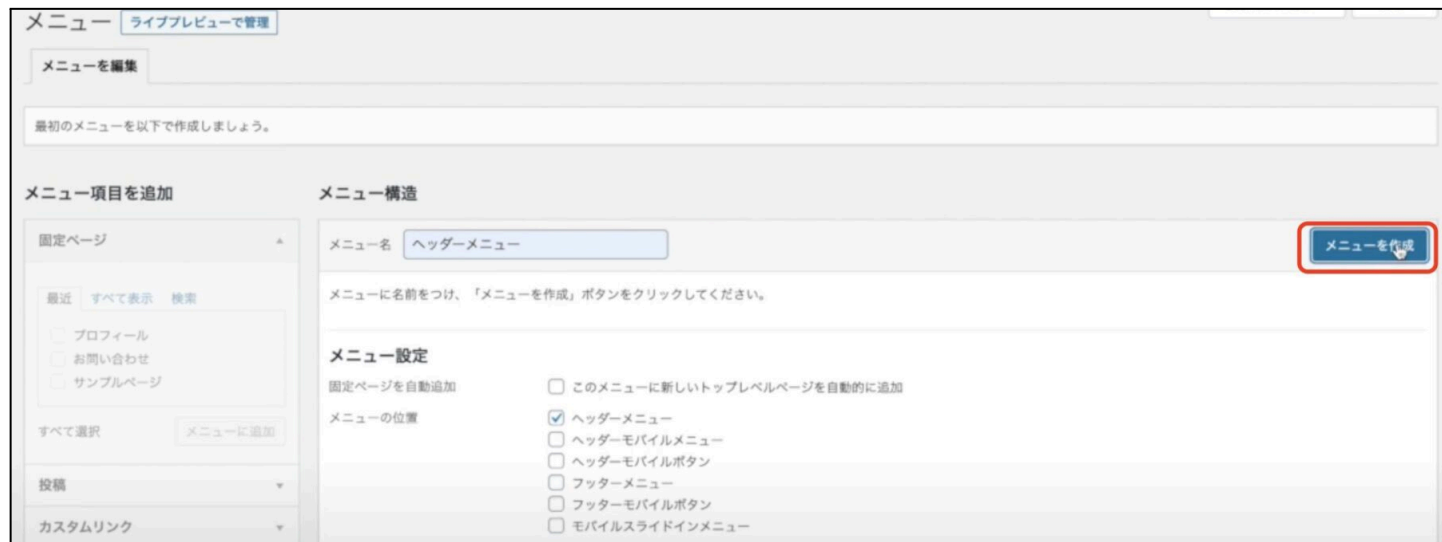 メニュー ライブプレビューで管理
メニューを編集
最初のメニューを以下で作成しましょう。
メニュー項目を追加
メニュー構造
固定ページ
最近 すべて表示 検索
プロフィール
お問い合わせ
サンプルページ
すべて選択 メニューに追加
投稿
カスタムリンク
メニュー名 ヘッダーメニュー メニューを作成
メニューに名前をつけ、「メニューを作成」ボタンをクリックしてください。
メニュー設定
固定ページを自動追加 このメニューに新しいトップレベルページを自動的に追加
メニューの位置 ヘッダーメニュー
ヘッダーモバイルメニュー
ヘッダーモバイルボタン
フッターメニュー
フッターモバイルボタン
モバイルスライドインメニュー